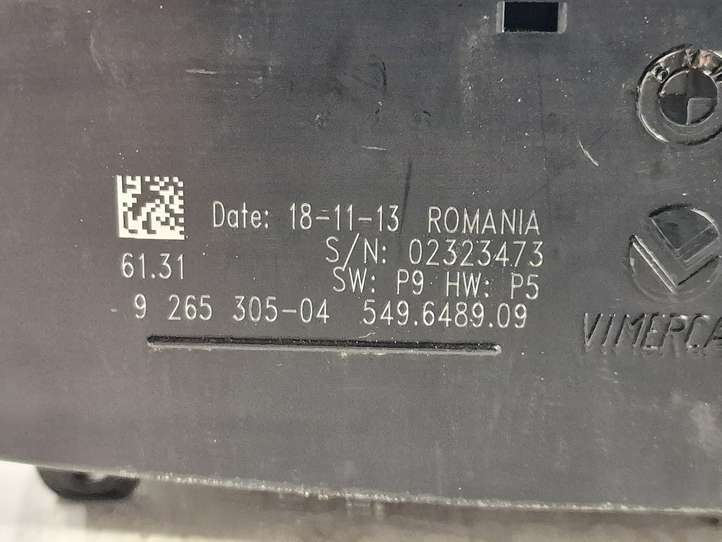 Date: 18-11-13 ROMANIA
S/N: 02323473
61.31 SW: P9 HW: P5
9 265 305-04 549.6489.09